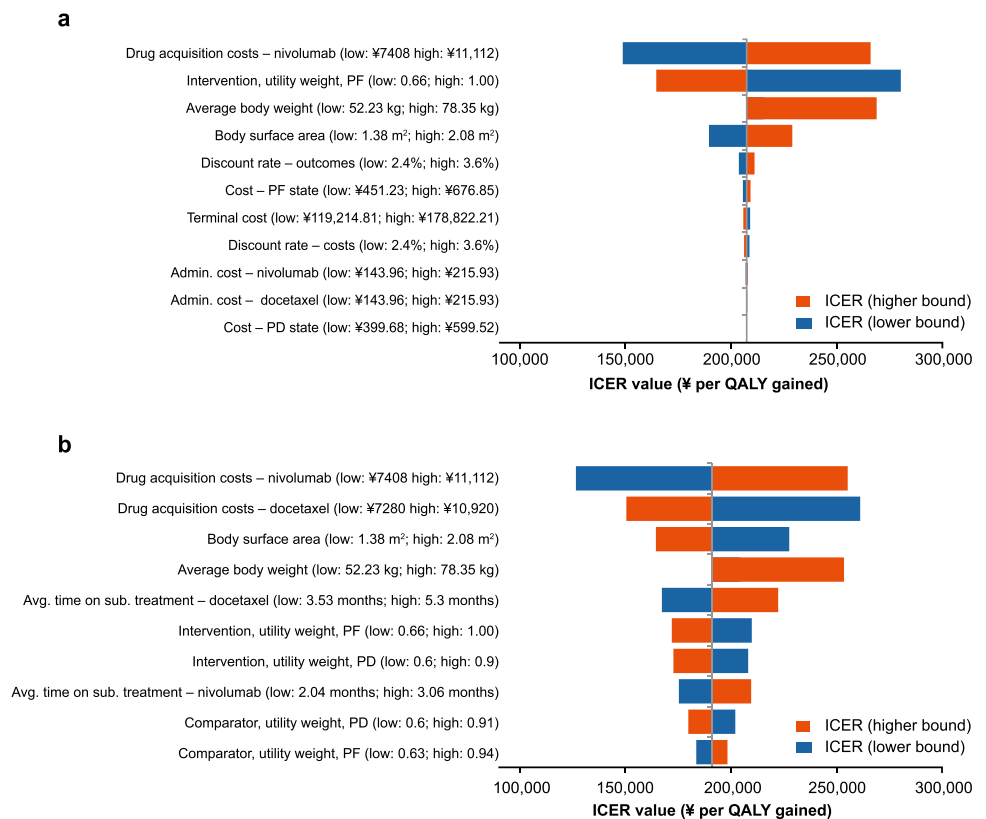 a
Drug acquisition costs – nivolumab (low: ¥7408 high: ¥11,112)
Intervention, utility weight, PF (low: 0.66; high: 1.00)
Average body weight (low: 52.23 kg; high: 78.35 kg)
Body surface area (low: 1.38 m²; high: 2.08 m²)
Discount rate – outcomes (low: 2.4%; high: 3.6%)
Cost – PF state (low: ¥451.23; high: ¥676.85)
Terminal cost (low: ¥119,214.81; high: ¥178,822.21)
Discount rate – costs (low: 2.4%; high: 3.6%)
Admin. cost – nivolumab (low: ¥143.96; high: ¥215.93)
Admin. cost – docetaxel (low: ¥143.96; high: ¥215.93)
Cost – PD state (low: ¥399.68; high: ¥599.52)
ICER (higher bound)
ICER (lower bound)
100,000 150,000 200,000 250,000 300,000
ICER value (¥ per QALY gained)
b
Drug acquisition costs – nivolumab (low: ¥7408 high: ¥11,112)
Drug acquisition costs – docetaxel (low: ¥7280 high: ¥10,920)
Body surface area (low: 1.38 m²; high: 2.08 m²)
Average body weight (low: 52.23 kg; high: 78.35 kg)
Avg. time on sub. treatment – docetaxel (low: 3.53 months; high: 5.3 months)
Intervention, utility weight, PF (low: 0.66; high: 1.00)
Intervention, utility weight, PD (low: 0.6; high: 0.9)
Avg. time on sub. treatment – nivolumab (low: 2.04 months; high: 3.06 months)
Comparator, utility weight, PD (low: 0.6; high: 0.91)
Comparator, utility weight, PF (low: 0.63; high: 0.94)
ICER (higher bound)
ICER (lower bound)
100,000 150,000 200,000 250,000 300,000
ICER value (¥ per QALY gained)